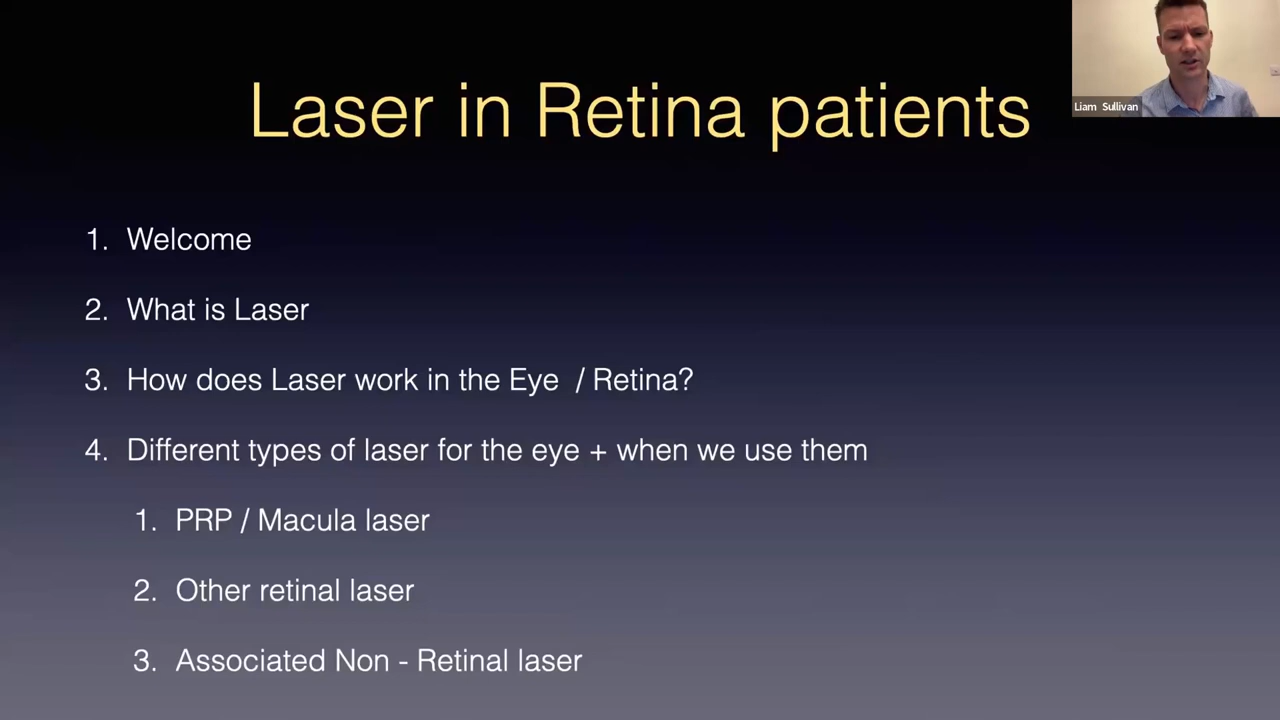 Laser in Retina patients
Liam Sullivan
1. Welcome
2. What is Laser
3. How does Laser work in the Eye / Retina?
4. Different types of laser for the eye + when we use them
1. PRP / Macula laser
2. Other retinal laser
3. Associated Non - Retinal laser